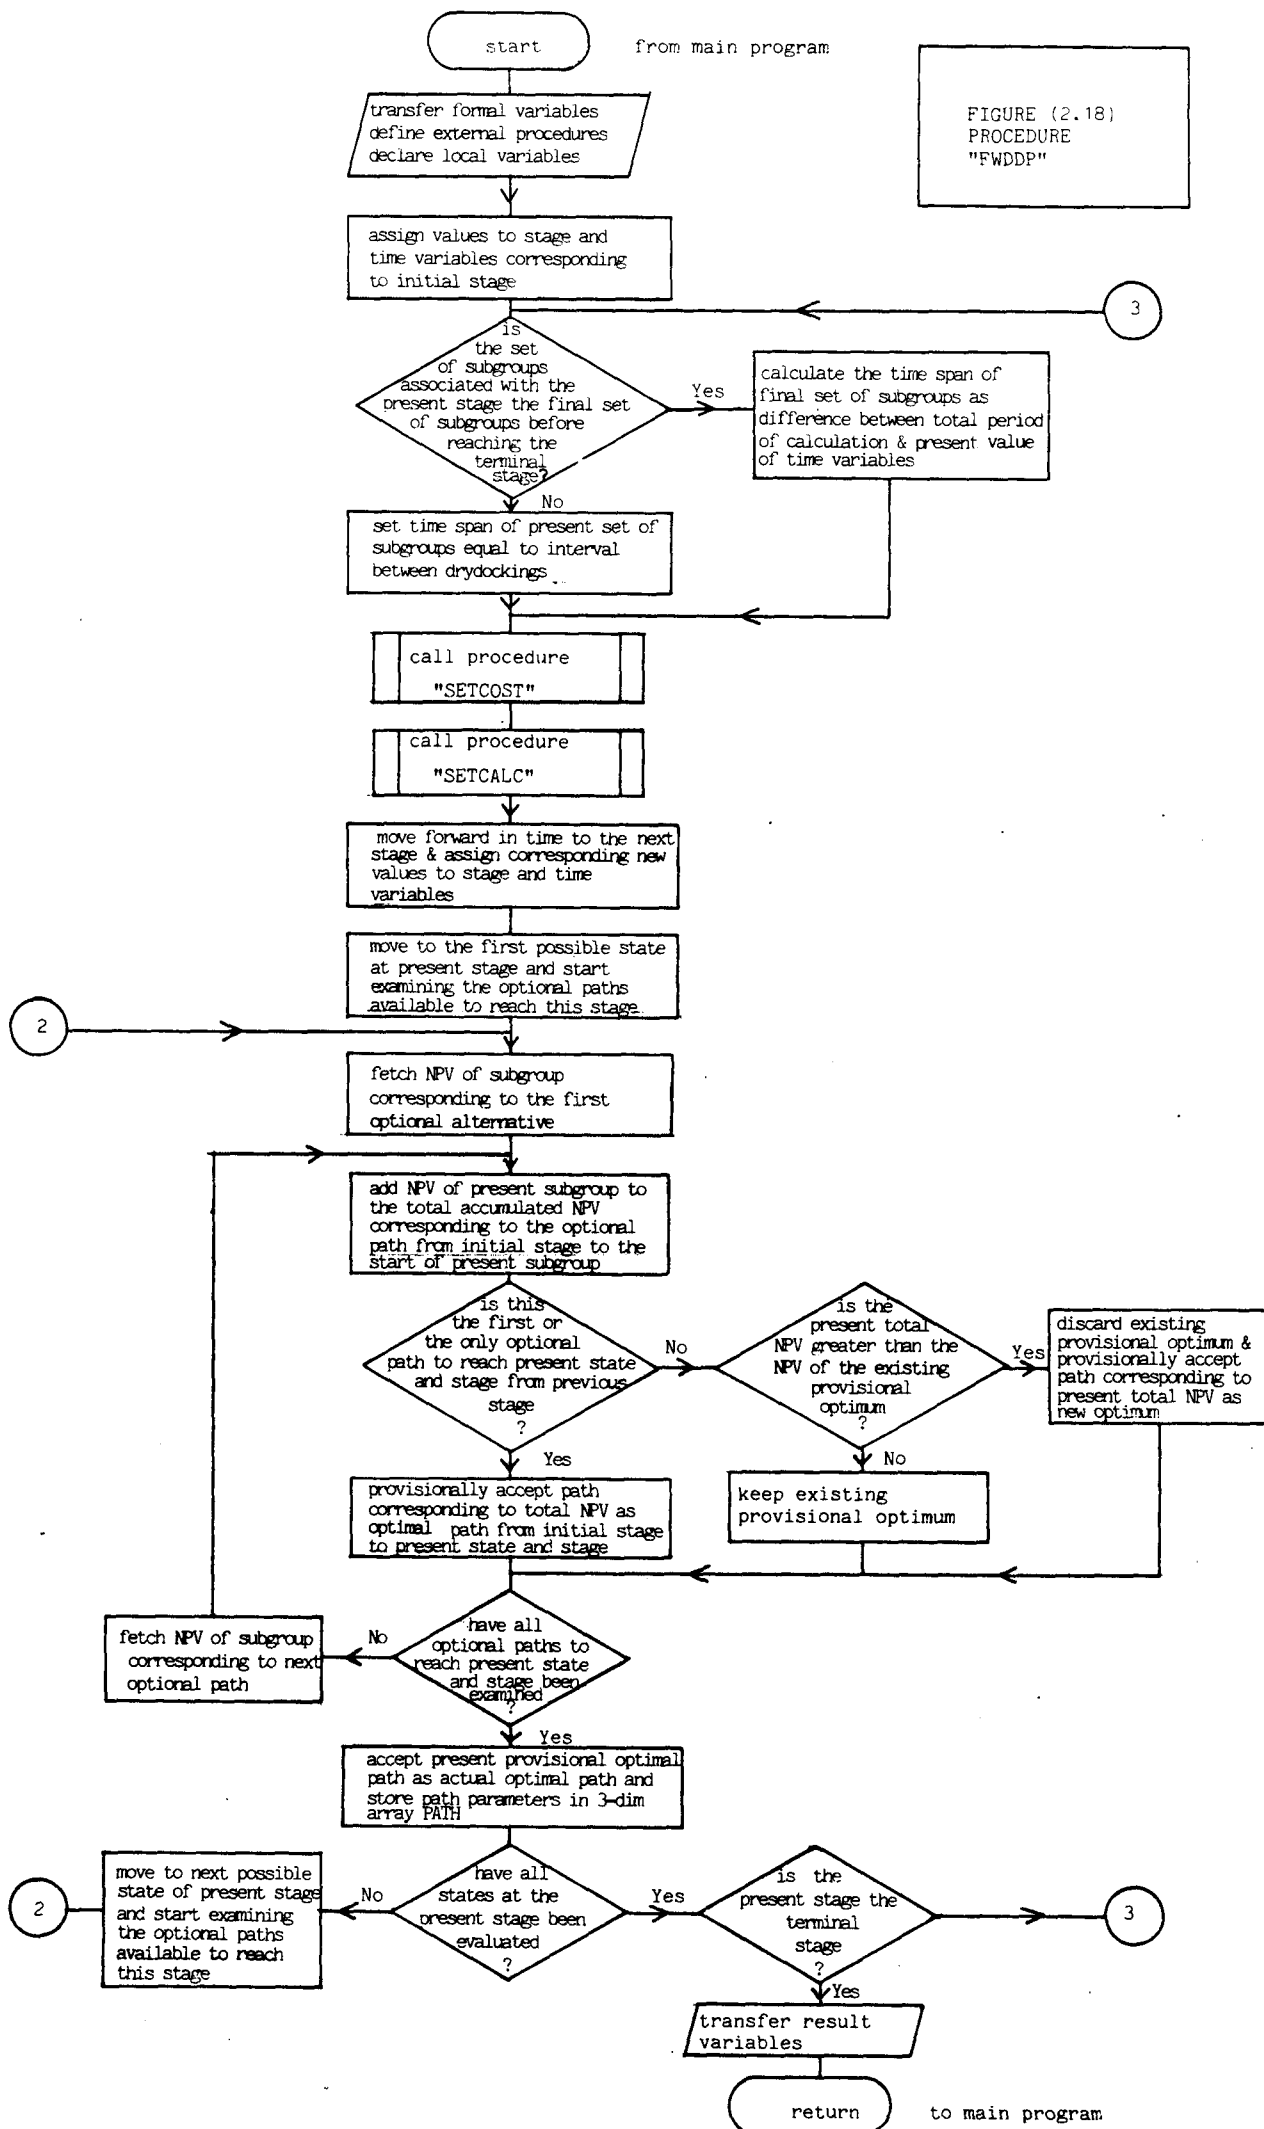 start
from main program
FIGURE (2.18)
PROCEDURE
"FWDDP"
transfer formal variables
define external procedures
declare local variables
assign values to stage and
time variables corresponding
to initial stage
3
is
the set
of subgroups
associated with the
present stage the final set
of subgroups before
reaching the
terminal
stage?
Yes
calculate the time span of
final set of subgroups as
difference between total period
of calculation & present value
of time variables
No
set time span of present set of
subgroups equal to interval
between drydockings
call procedure
"SETCOST"
call procedure
"SETCALC"
move forward in time to the next
stage & assign corresponding new
values to stage and time
variables
move to the first possible state
at present stage and start
examining the optional paths
available to reach this stage
2
fetch NPV of subgroup
corresponding to the first
optional alternative
add NPV of present subgroup to
the total accumulated NPV
corresponding to the optional
path from initial stage to the
start of present subgroup
is this
the first or
the only optional
path to reach present state
and stage from previous
stage
?
No
is the
present total
NPV greater than the
NPV of the existing
provisional
optimum
?
Yes
discard existing
provisional optimum &
provisionally accept
path corresponding to
present total NPV as
new optimum
Yes
No
provisionally accept path
corresponding to total NPV as
optimal path from initial stage
to present state and stage
keep existing
provisional optimum
have all
optional paths to
reach present state
and stage been
examined
?
No
fetch NPV of subgroup
corresponding to next
optional path
Yes
accept present provisional optimal
path as actual optimal path and
store path parameters in 3-dim
array PATH
2
move to next possible
state of present stage
and start examining
the optional paths
available to reach
this stage
No
have all
states at the
present stage been
evaluated
?
Yes
is the
present stage the
terminal
stage
?
3
Yes
transfer result
variables
return
to main program